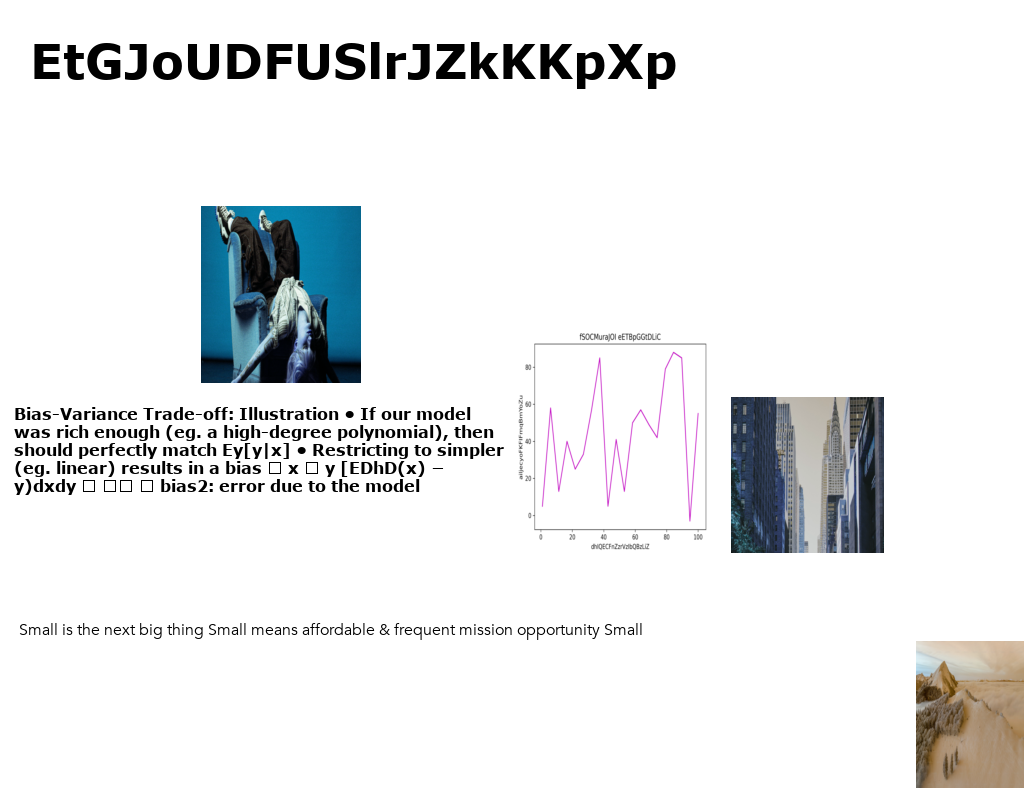 EtGJoUDFUSlrJZkKKpXp
Bias-Variance Trade-off: Illustration • If our model
was rich enough (eg. a high-degree polynomial), then
should perfectly match Ey[y|x] • Restricting to simpler
(eg. linear) results in a bias □ x □ y [EDhD(x) −
y)dxdy □ □□ □ bias2: error due to the model
fSOCMuraJOI eETBpGGtDLiC
80
60
40
20
0
0 20 40 60 80 100
Small is the next big thing Small means affordable & frequent mission opportunity Small